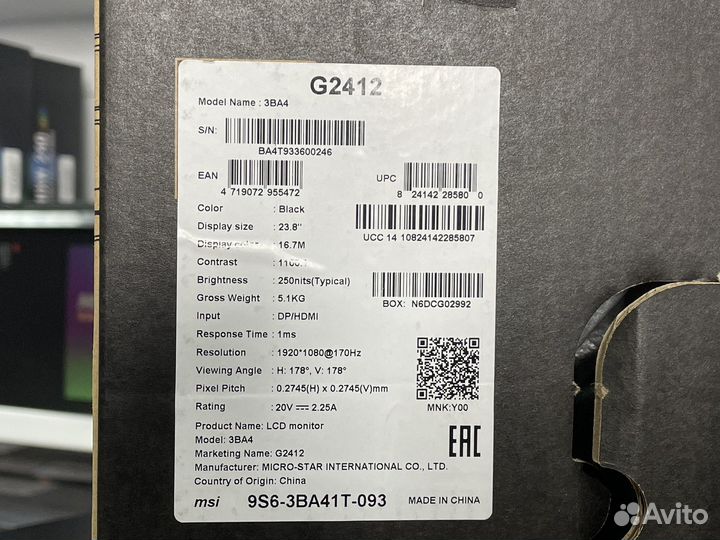 G2412
Model Name : 3BA4
S/N:
BA4T933600246
EAN
4 719072 955472
UPC
8 24142 28580 0
Color : Black
UCC 14 10824142285807
Display size : 23.8"
Display color : 16.7M
Contrast
Brightness : 250nits(Typical)
Gross Weight : 5.1KG
BOX: N6DCG02992
Input : DP/HDMI
Response Time : 1ms
Resolution : 1920*1080@170Hz
Viewing Angle : H: 178°, V: 178°
Pixel Pitch : 0.2745(H) x 0.2745(V)mm
Rating : 20V ⎓ 2.25A
MNK:Y00
Product Name: LCD monitor
Model: 3BA4
Marketing Name: G2412
Manufacturer: MICRO-STAR INTERNATIONAL CO., LTD.
Country of Origin: China
EAC
msi 9S6-3BA41T-093 MADE IN CHINA
Avito